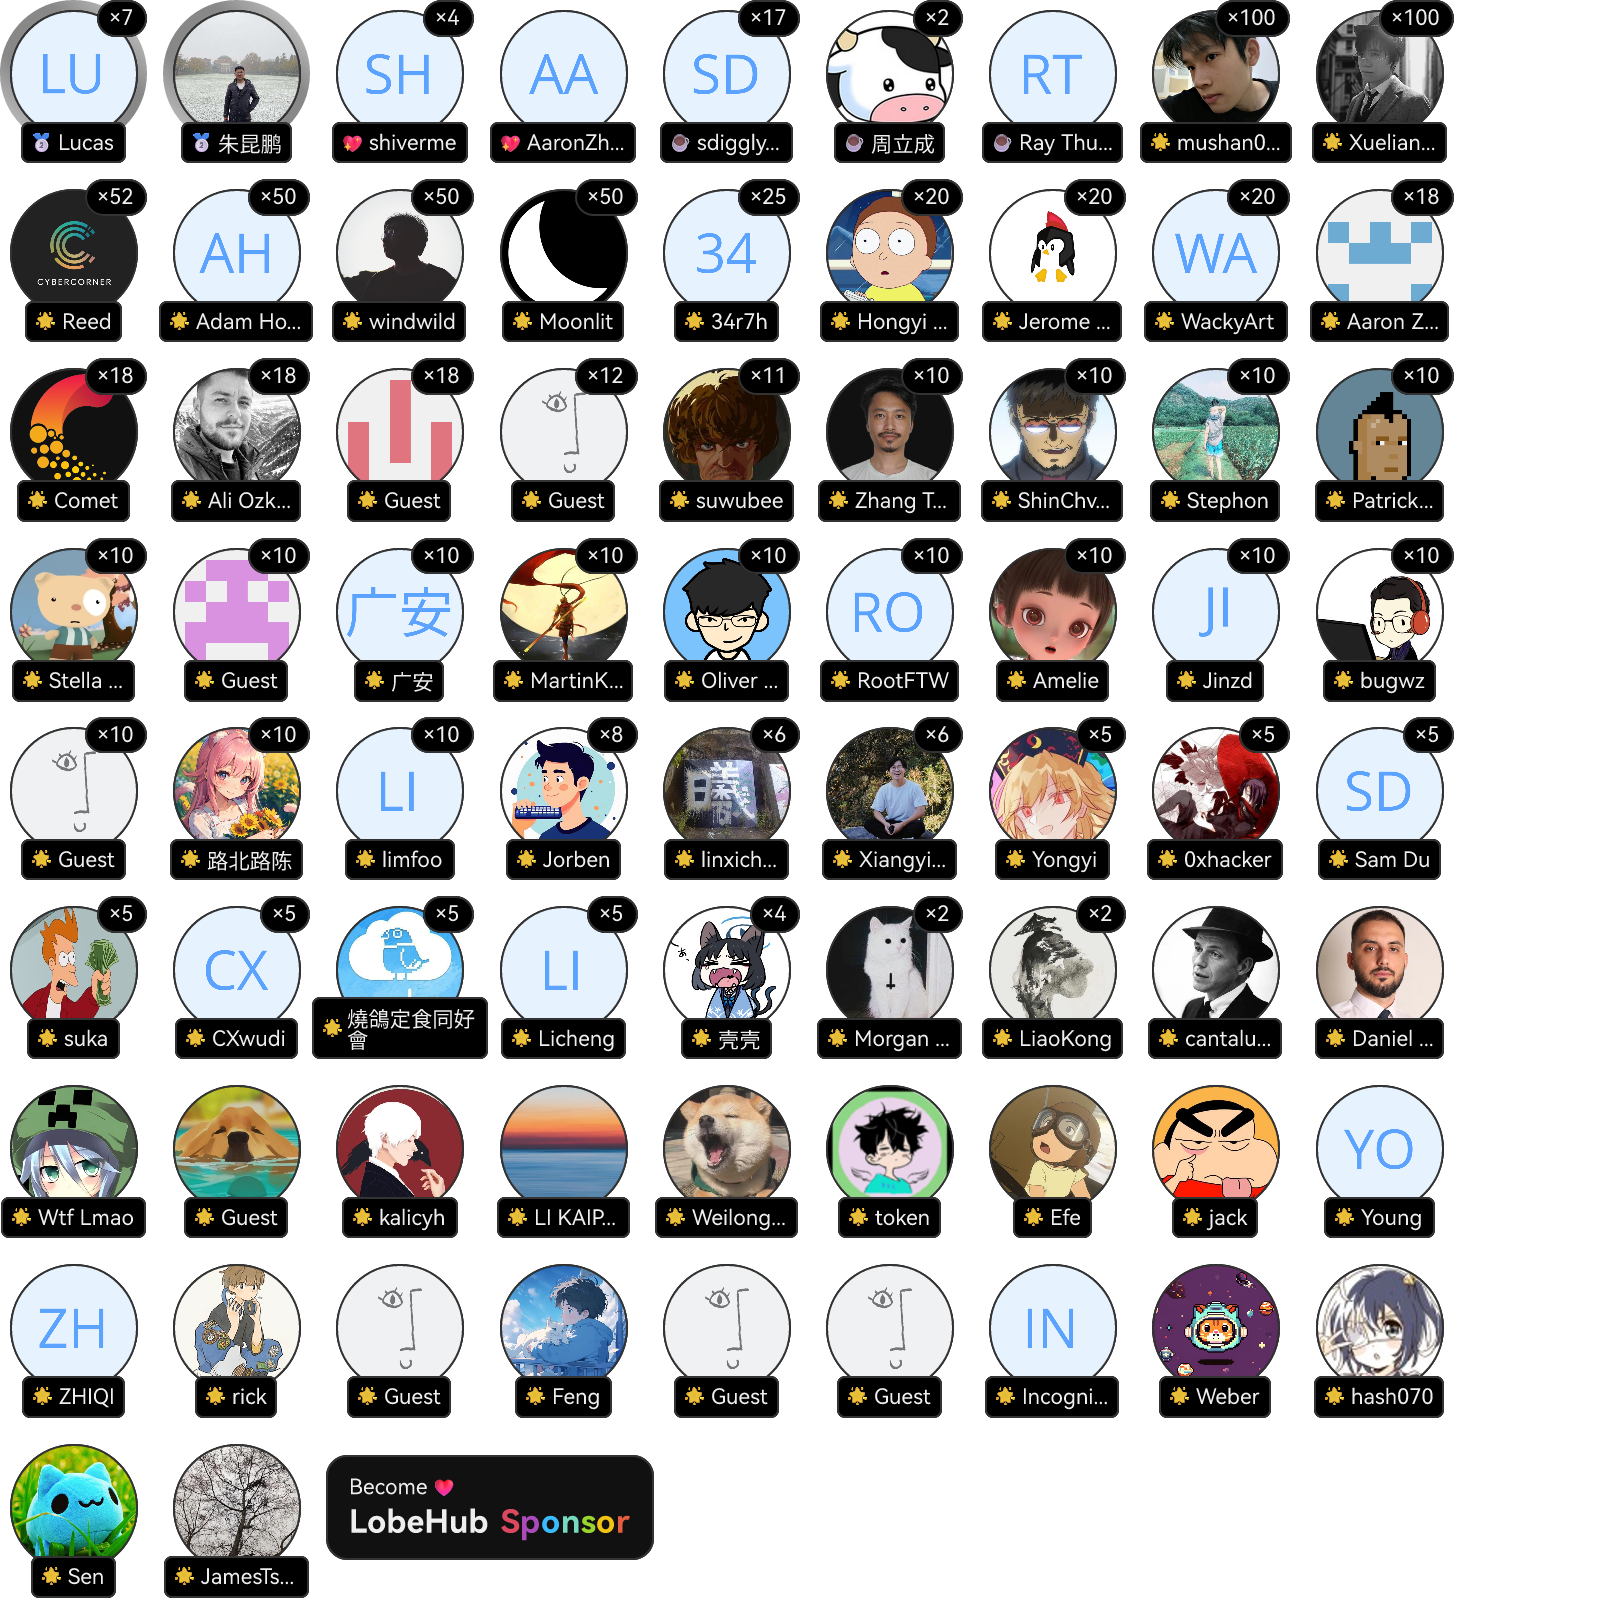 LU
×7
Lucas
朱昆鹏
SH
×4
shiverme
AA
AaronZh...
SD
×17
sdiggly...
×2
周立成
RT
Ray Thu...
×100
mushan0...
×100
Xuelian...
CYBERCORNER
×52
Reed
AH
×50
Adam Ho...
×50
windwild
×50
Moonlit
34
×25
34r7h
×20
Hongyi ...
×20
Jerome ...
WA
×20
WackyArt
×18
Aaron Z...
×18
Comet
×18
Ali Ozk...
×18
Guest
×12
Guest
×11
suwubee
×10
Zhang T...
×10
ShinChv...
×10
Stephon
×10
Patrick...
×10
Stella ...
×10
Guest
广安
×10
广安
×10
MartinK...
×10
Oliver ...
RO
×10
RootFTW
×10
Amelie
JI
×10
Jinzd
×10
bugwz
×10
Guest
×10
路北路陈
LI
×10
limfoo
×8
Jorben
×6
linxich...
×6
Xiangyi...
×5
Yongyi
×5
0xhacker
SD
×5
Sam Du
×5
suka
CX
×5
CXwudi
×5
燒鴿定食同好
會
LI
×5
Licheng
×4
壳壳
×2
Morgan ...
×2
LiaoKong
cantalu...
Daniel ...
Wtf Lmao
Guest
kalicyh
LI KAIP...
Weilong...
token
Efe
jack
YO
Young
ZH
ZHIQI
rick
Guest
Feng
Guest
Guest
IN
Incogni...
Weber
hash070
Sen
JamesTs...
Become
LobeHub Sponsor